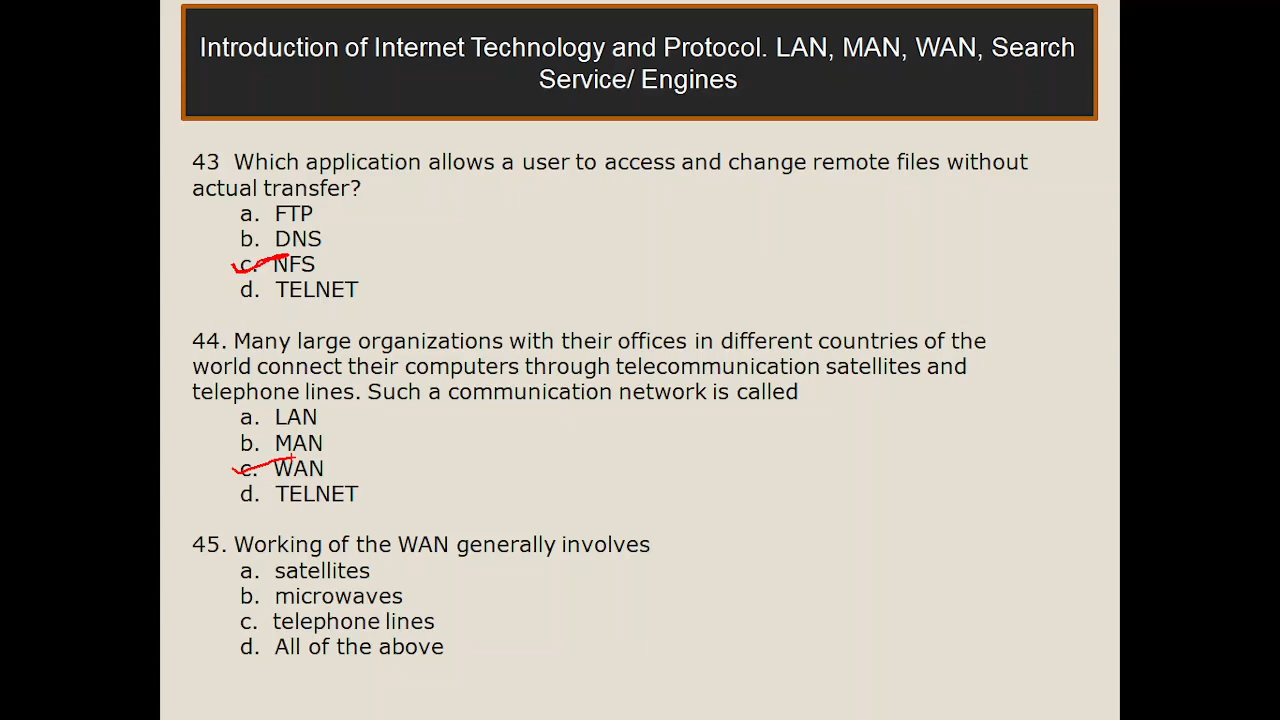 Introduction of Internet Technology and Protocol. LAN, MAN, WAN, Search
Service/ Engines
43  Which application allows a user to access and change remote files without
actual transfer?
a. FTP
b. DNS
c. NFS
d. TELNET
44. Many large organizations with their offices in different countries of the
world connect their computers through telecommunication satellites and
telephone lines. Such a communication network is called
a. LAN
b. MAN
c. WAN
d. TELNET
45. Working of the WAN generally involves
a. satellites
b. microwaves
c. telephone lines
d. All of the above